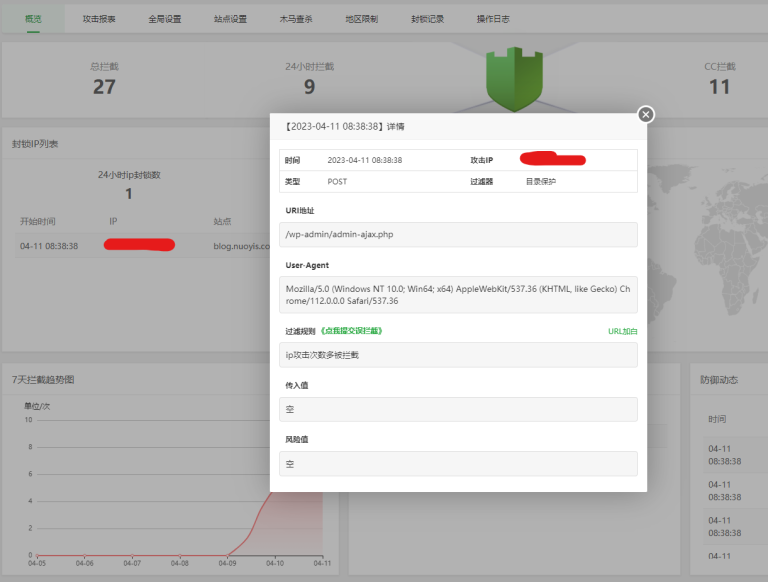 概览 攻击报表 全局设置 站点设置 木马查杀 地区限制 封锁记录 操作日志
总拦截 24小时拦截 CC拦截
27 9 11
【2023-04-11 08:38:38】详情
时间 2023-04-11 08:38:38 攻击IP
类型 POST 过滤器 目录保护
URI地址
/wp-admin/admin-ajax.php
User-Agent
Mozilla/5.0 (Windows NT 10.0; Win64; x64) AppleWebKit/537.36 (KHTML, like Gecko) Ch
rome/112.0.0.0 Safari/537.36
过滤规则 《点我提交误拦截》 URL加白
ip攻击次数多被拦截
传入值
空
风险值
空
封锁IP列表
24小时ip封锁数
1
开始时间 IP 站点
04-11 08:38:38 blog.nuoyis.co
7天拦截趋势图
单位/次
10
8
6
4
2
0
04-05 04-06 04-07 04-08 04-09 04-10 04-11
防御动态
时间
04-11
08:38:38
04-11
08:38:38
04-11
08:38:38
04-11